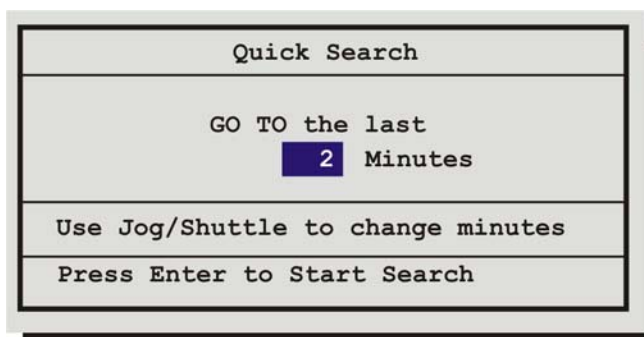 Quick Search
GO TO the last
2 Minutes
Use Jog/Shuttle to change minutes
Press Enter to Start Search